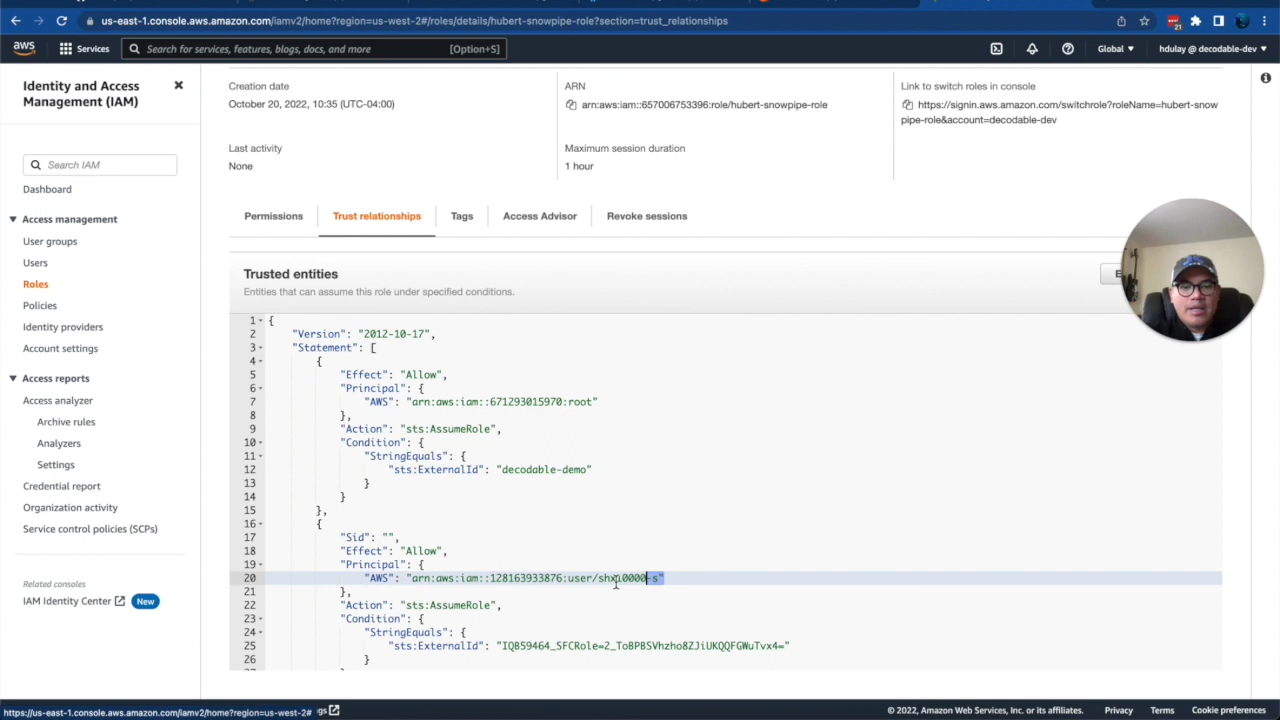 us-east-1.console.aws.amazon.com/iamv2/home?region=us-west-2#/roles/details/hubert-snowpipe-role?section=trust_relationships
21
aws Services Search for services, features, blogs, docs, and more [Option+S] Global hdulay @ decodable-dev
Identity and Access
Management (IAM)
Search IAM
Dashboard
Access management
User groups
Users
Roles
Policies
Identity providers
Account settings
Access reports
Access analyzer
Archive rules
Analyzers
Settings
Credential report
Organization activity
Service control policies (SCPs)
Related consoles
IAM Identity Center New
Creation date
October 20, 2022, 10:35 (UTC-04:00)
ARN
arn:aws:iam::657006753396:role/hubert-snowpipe-role
Link to switch roles in console
https://signin.aws.amazon.com/switchrole?roleName=hubert-snow
pipe-role&account=decodable-dev
Last activity
None
Maximum session duration
1 hour
Permissions Trust relationships Tags Access Advisor Revoke sessions
Trusted entities
Entities that can assume this role under specified conditions.
1 {
2 "Version": "2012-10-17",
3 "Statement": [
4 {
5 "Effect": "Allow",
6 "Principal": {
7 "AWS": "arn:aws:iam::671293015970:root"
8 },
9 "Action": "sts:AssumeRole",
10 "Condition": {
11 "StringEquals": {
12 "sts:ExternalId": "decodable-demo"
13 }
14 }
15 },
16 {
17 "Sid": "",
18 "Effect": "Allow",
19 "Principal": {
20 "AWS": "arn:aws:iam::128163933876:user/
21 },
22 "Action": "sts:AssumeRole",
23 "Condition": {
24 "StringEquals": {
25 "sts:ExternalId": "IQB59464_SFCRole=2_ToBPBSVhzho8ZJiUKQQFGWuTvx4="
26 }
https://us-east-1.console.aws.amazon.com/iamv2/home?region=us-west-2#
© 2022, Amazon Web Services, Inc. or its affiliates. Privacy Terms Cookie preferences